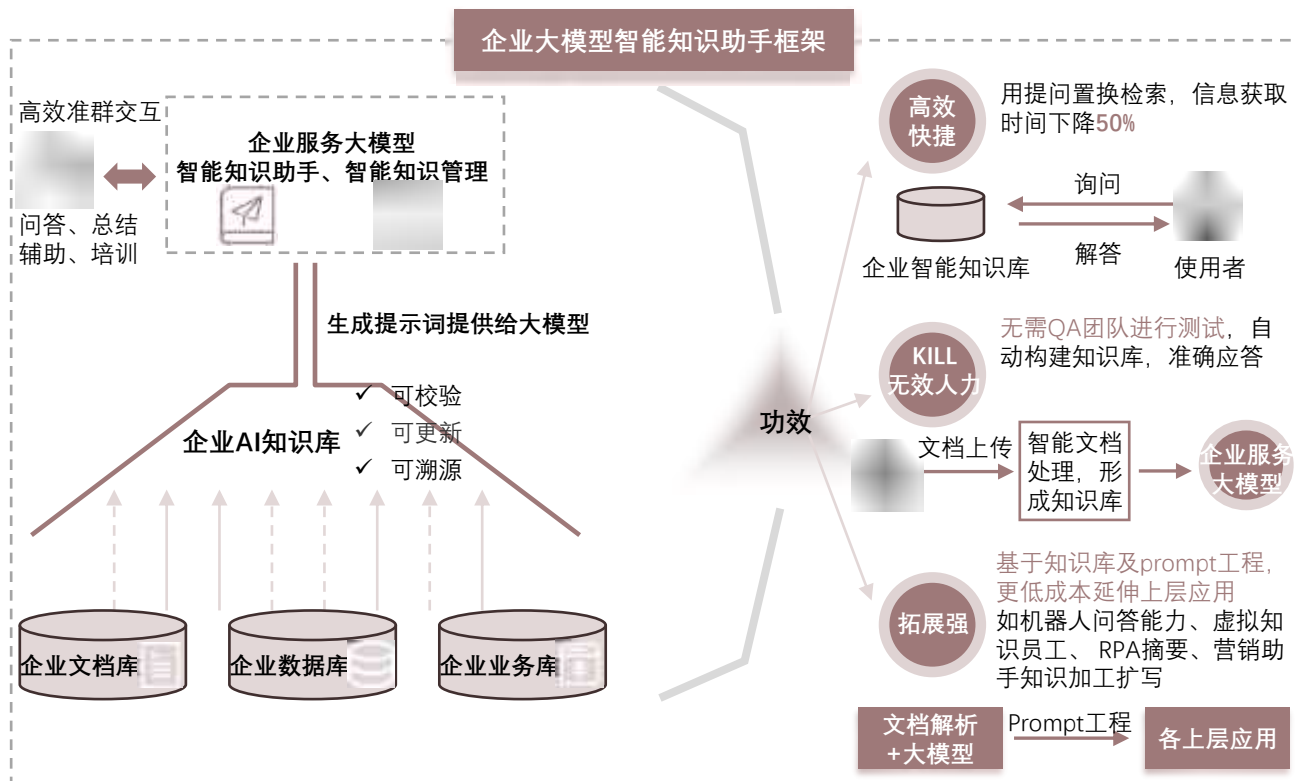 企业大模型智能知识助手框架
高效准群交互
问答、总结
辅助、培训
企业服务大模型
智能知识助手、智能知识管理
生成提示词提供给大模型
企业AI知识库
✓ 可校验
✓ 可更新
✓ 可溯源
企业文档库
企业数据库
企业业务库
功效
高效
快捷
用提问置换检索，信息获取
时间下降50%
企业智能知识库
询问
解答
使用者
KILL
无效人力
无需QA团队进行测试，自
动构建知识库，准确应答
文档上传
智能文档
处理，形
成知识库
企业服务
大模型
拓展强
基于知识库及prompt工程，
更低成本延伸上层应用
如机器人问答能力、虚拟知
识员工、 RPA摘要、营销助
手知识加工扩写
文档解析
+大模型
Prompt工程
各上层应用